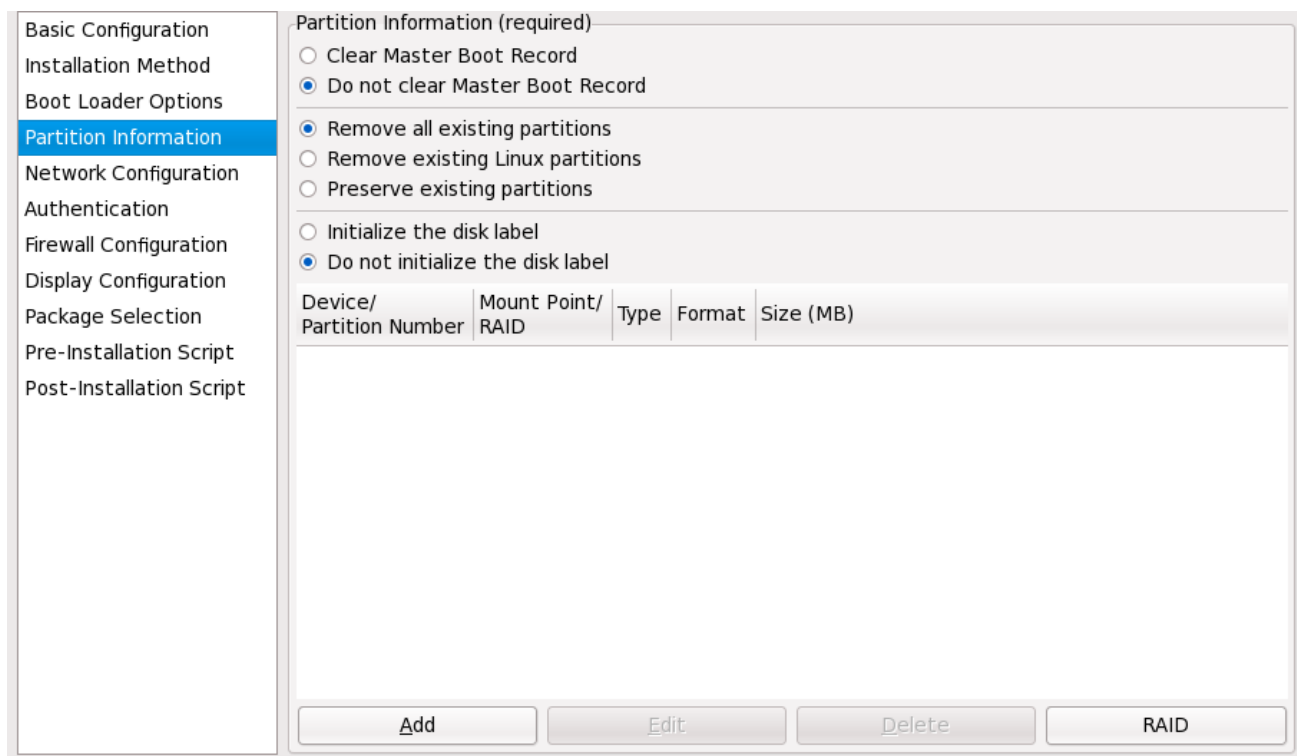 Basic Configuration
Installation Method
Boot Loader Options
Partition Information
Network Configuration
Authentication
Firewall Configuration
Display Configuration
Package Selection
Pre-Installation Script
Post-Installation Script
Partition Information (required)
Clear Master Boot Record
Do not clear Master Boot Record
Remove all existing partitions
Remove existing Linux partitions
Preserve existing partitions
Initialize the disk label
Do not initialize the disk label
Device/
Partition Number
Mount Point/
RAID
Type
Format
Size (MB)
Add
Edit
Delete
RAID